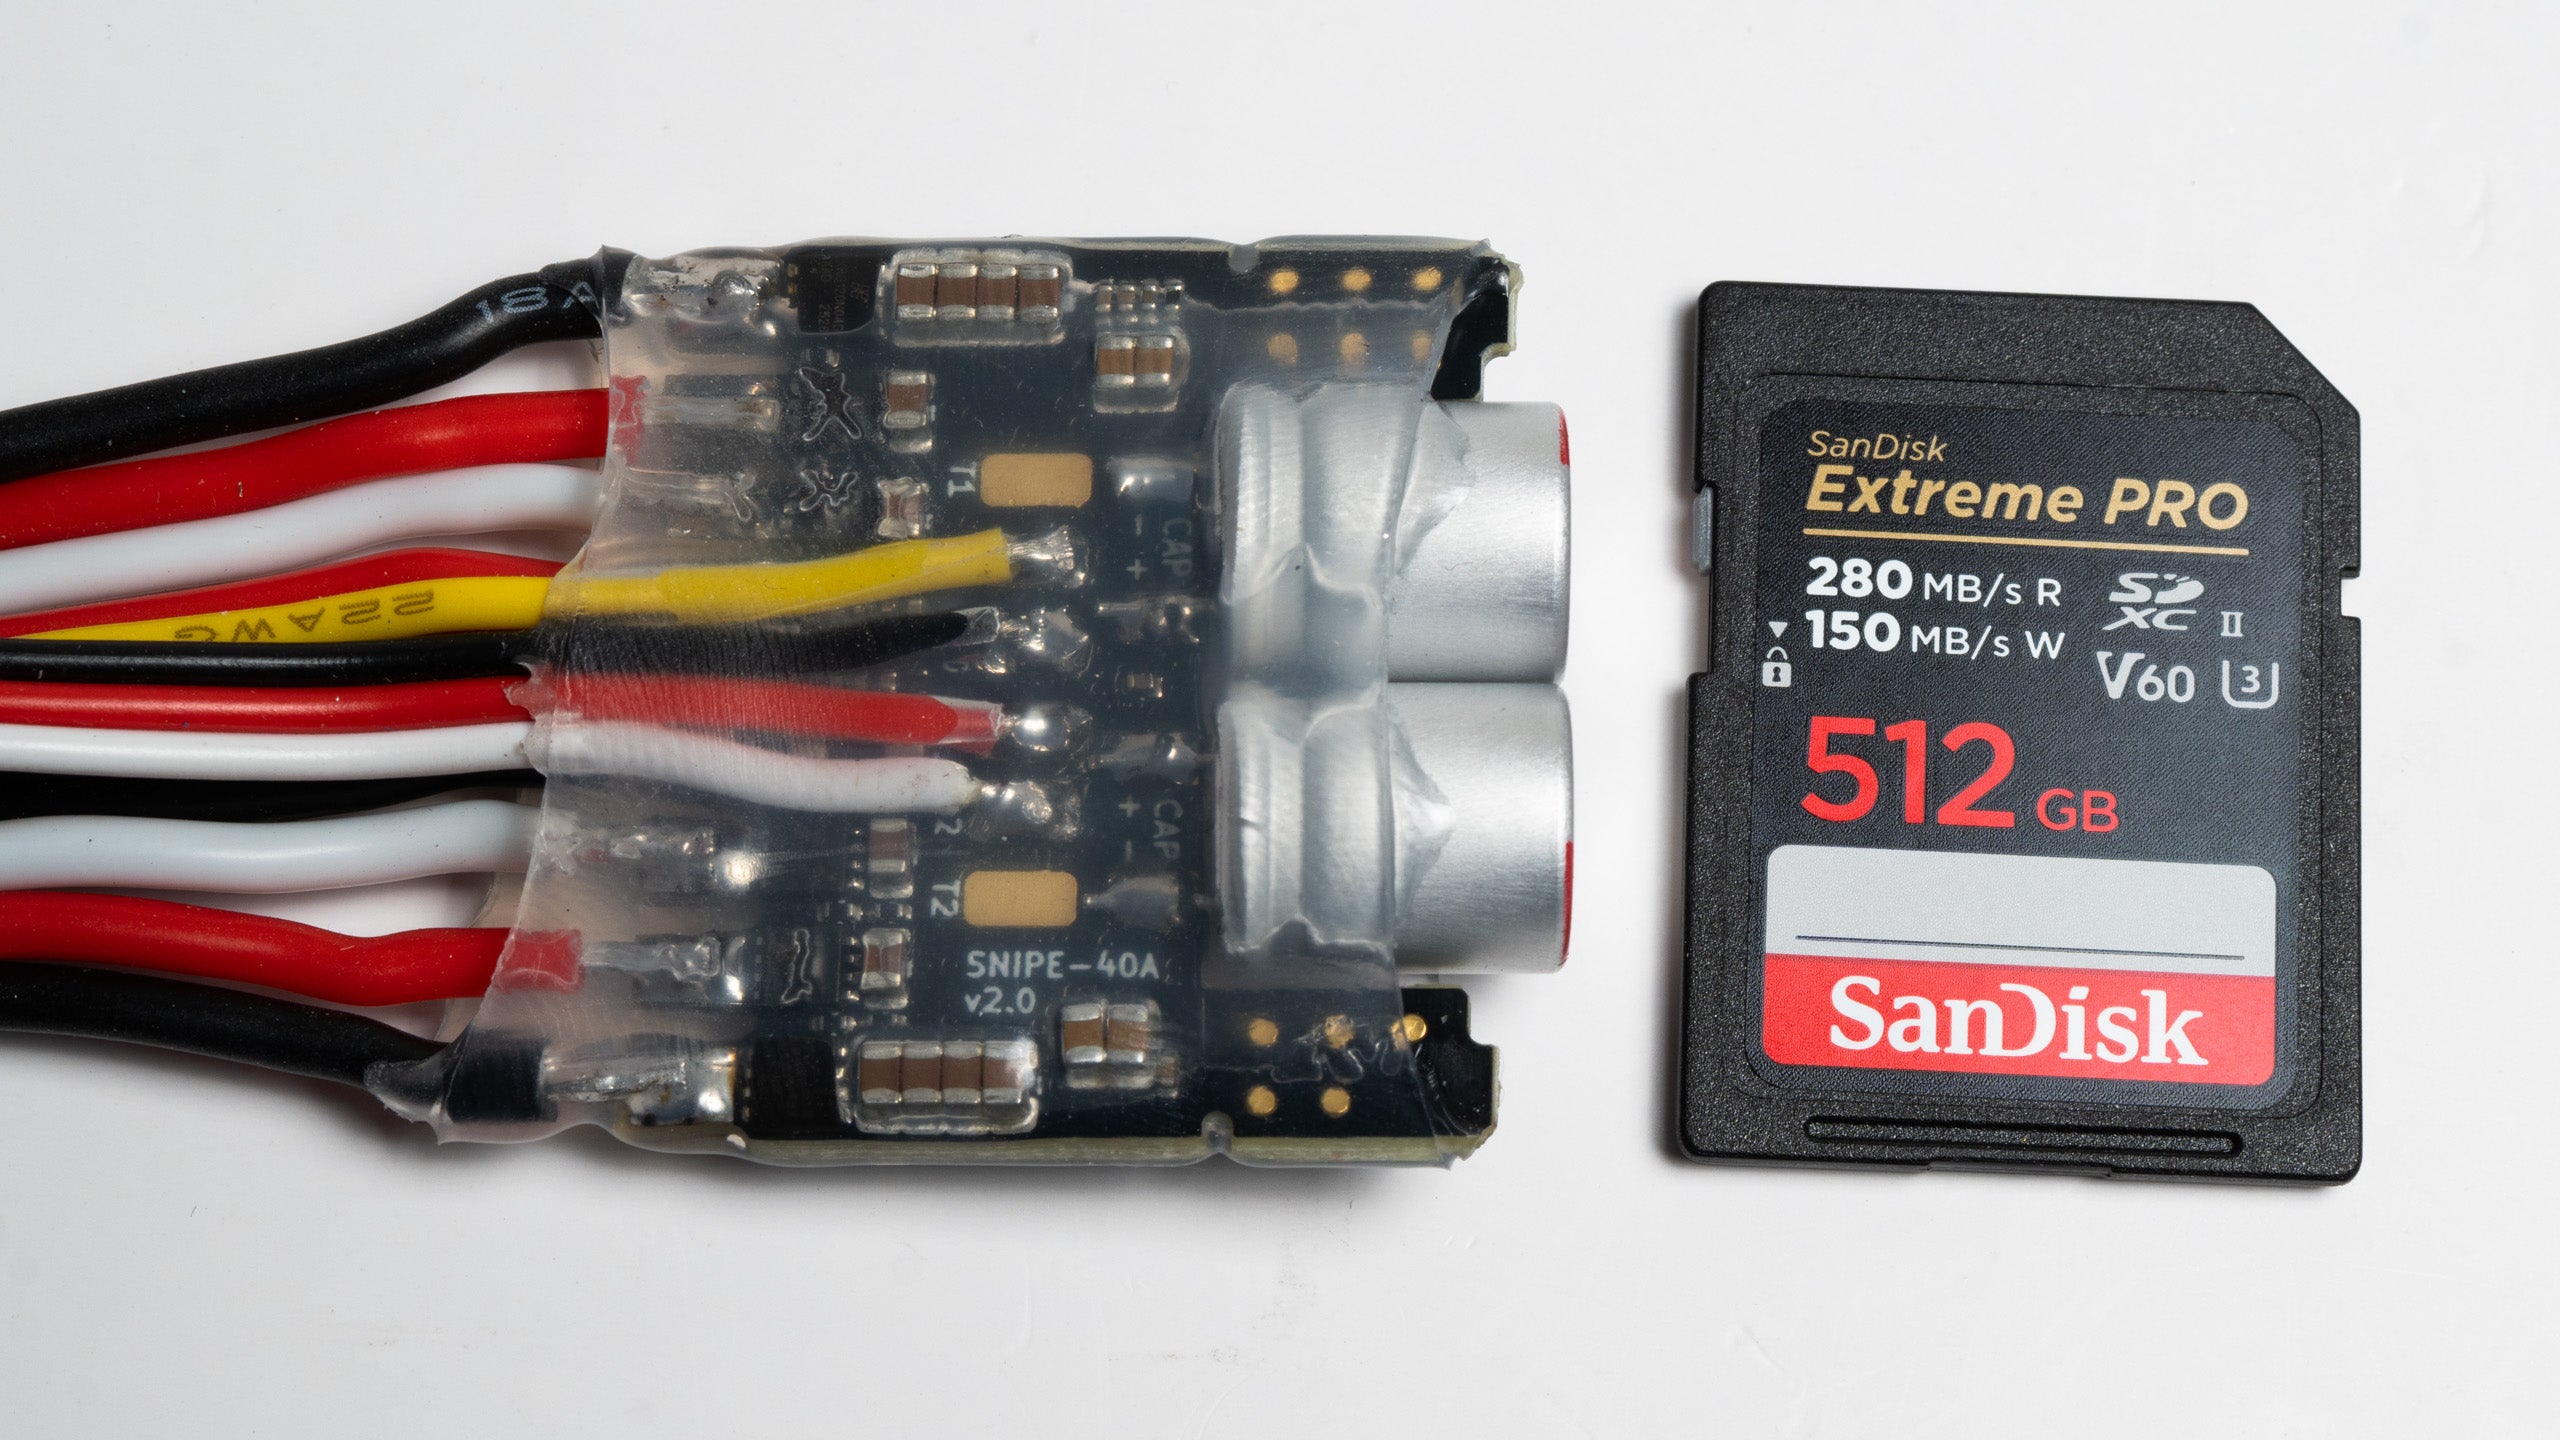 18A
22AWG
T1
- +
CAP
+ -
CAP
T2
SNIPE-40A
v2.0
SanDisk
Extreme PRO
280 MB/s R
150 MB/s W
SD
XC II
V60 3
512 GB
SanDisk